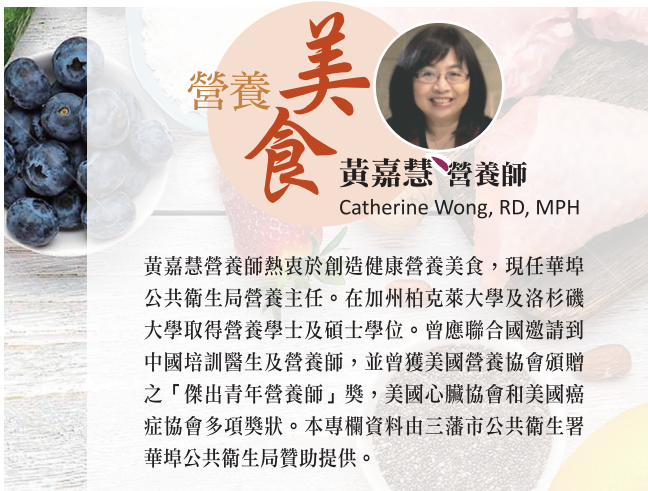 營養
美食
黃嘉慧 營養師
Catherine Wong, RD, MPH
黃嘉慧營養師熱衷於創造健康營養美食，現任華埠
公共衛生局營養主任。在加州柏克萊大學及洛杉磯
大學取得營養學士及碩士學位。曾應聯合國邀請到
中國培訓醫生及營養師，並曾獲美國營養協會頒贈
之「傑出青年營養師」獎，美國心臟協會和美國癌
症協會多項獎狀。本專欄資料由三藩市公共衛生署
華埠公共衛生局贊助提供。